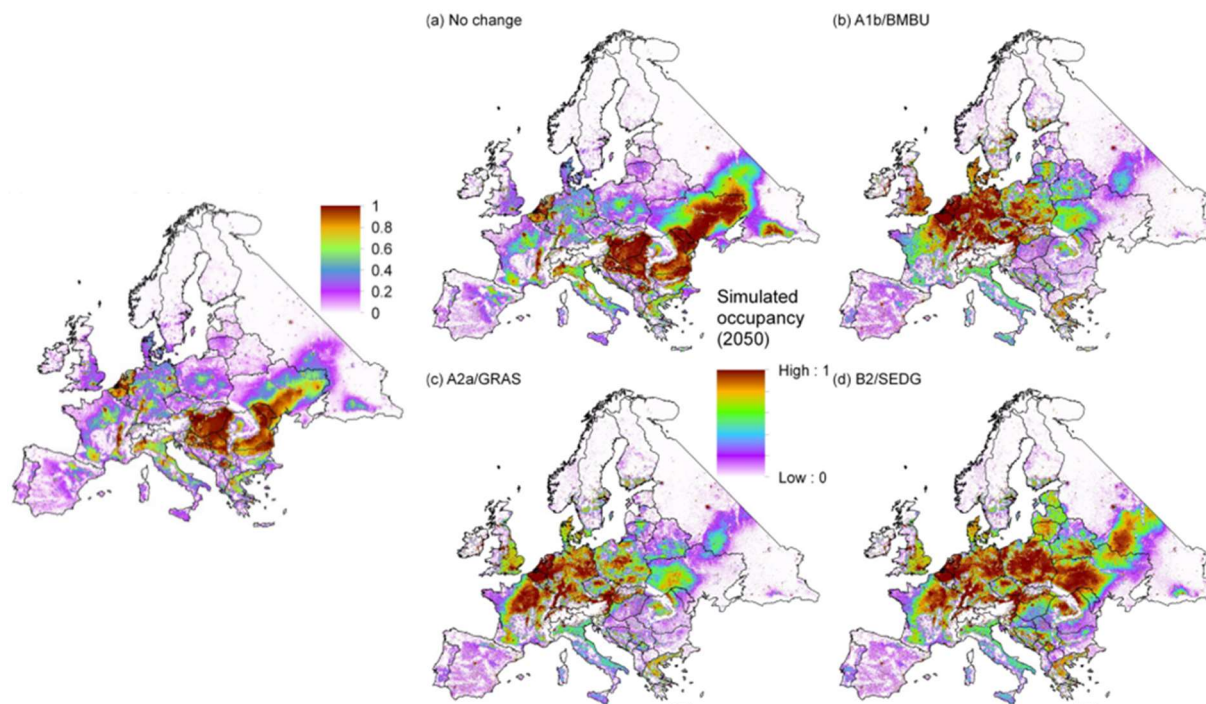 (a) No change
(b) A1b/BMBU
1
0.8
0.6
0.4
0.2
0
Simulated
occupancy
(2050)
(c) A2a/GRAS
High : 1
Low : 0
(d) B2/SEDG